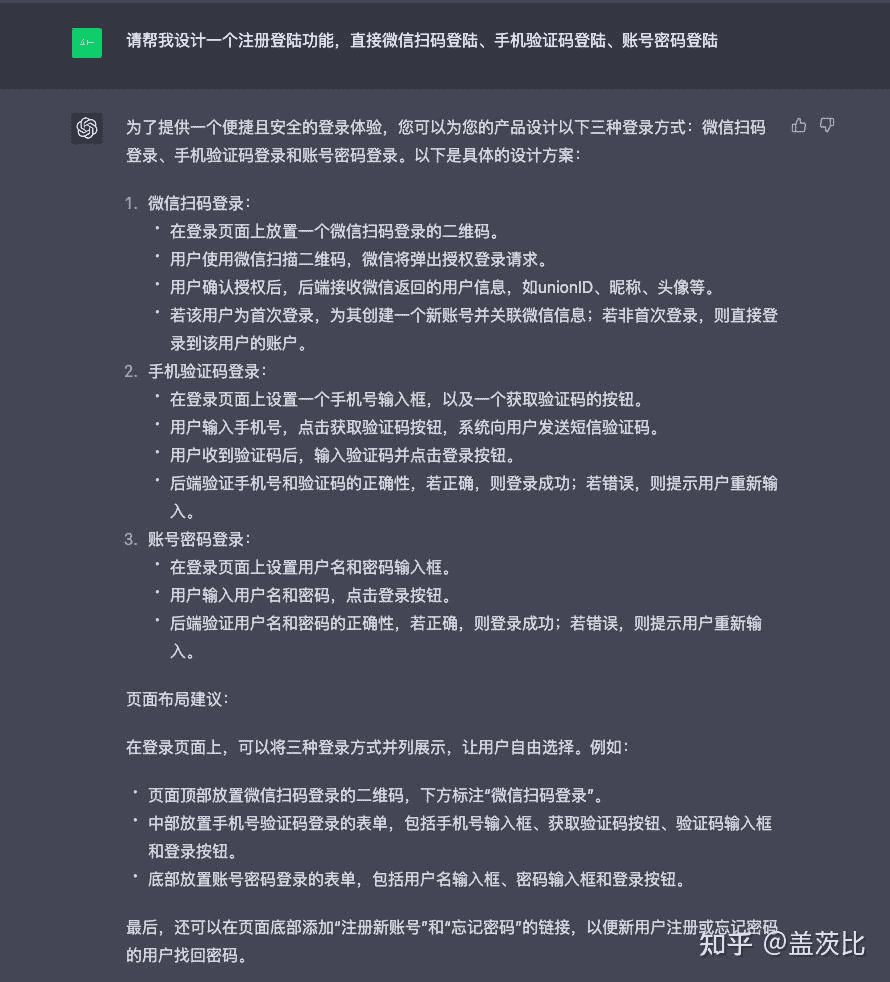 请帮我设计一个注册登陆功能，直接微信扫码登陆、手机验证码登陆、账号密码登陆
为了提供一个便捷且安全的登录体验，您可以为您的产品设计以下三种登录方式：微信扫码
登录、手机验证码登录和账号密码登录。以下是具体的设计方案：
1. 微信扫码登录：
• 在登录页面上放置一个微信扫码登录的二维码。
• 用户使用微信扫描二维码，微信将弹出授权登录请求。
• 用户确认授权后，后端接收微信返回的用户信息，如unionID、昵称、头像等。
• 若该用户为首次登录，为其创建一个新账号并关联微信信息；若非首次登录，则直接登
录到该用户的账户。
2. 手机验证码登录：
• 在登录页面上设置一个手机号输入框，以及一个获取验证码的按钮。
• 用户输入手机号，点击获取验证码按钮，系统向用户发送短信验证码。
• 用户收到验证码后，输入验证码并点击登录按钮。
• 后端验证手机号和验证码的正确性，若正确，则登录成功；若错误，则提示用户重新输
入。
3. 账号密码登录：
• 在登录页面上设置用户名和密码输入框。
• 用户输入用户名和密码，点击登录按钮。
• 后端验证用户名和密码的正确性，若正确，则登录成功；若错误，则提示用户重新输
入。
页面布局建议：
在登录页面上，可以将三种登录方式并列展示，让用户自由选择。例如：
• 页面顶部放置微信扫码登录的二维码，下方标注“微信扫码登录”。
• 中部放置手机号验证码登录的表单，包括手机号输入框、获取验证码按钮、验证码输入框
和登录按钮。
• 底部放置账号密码登录的表单，包括用户名输入框、密码输入框和登录按钮。
最后，还可以在页面底部添加“注册新账号”和“忘记密码”的链接，以便新用户注册或忘记密码
的用户找回密码。
知乎 @盖茨比